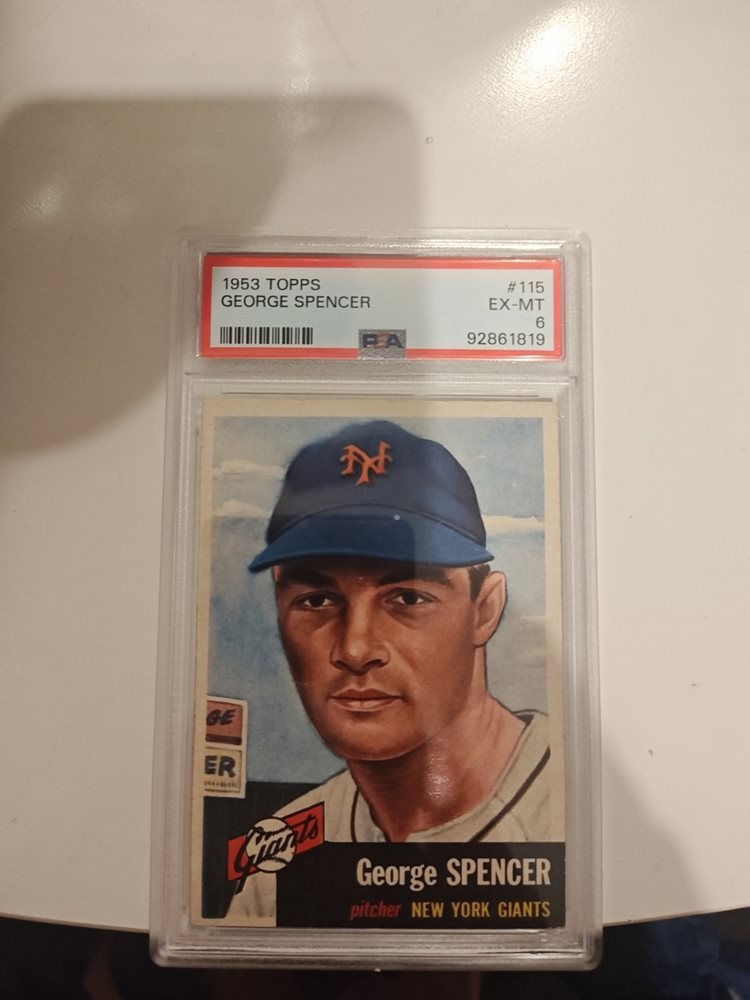 1953 TOPPS #115
GEORGE SPENCER EX-MT
6
PSA 92861819
NY
GE
ER
Giants
George SPENCER
pitcher NEW YORK GIANTS